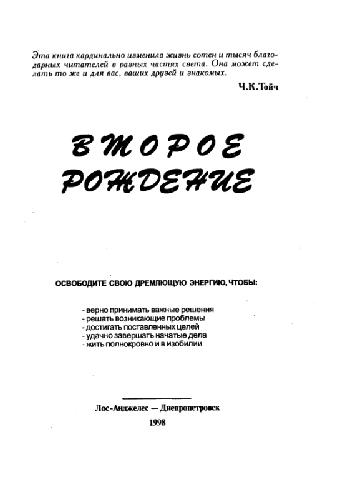 Эта книга кардинально изменила жизнь сотен и тысяч благо-
дарных читателей в разных частях света. Она может сде-
лать то же и для вас, ваших друзей и знакомых.
Ч.К.Тойч
ВТОРОЕ
РОЖДЕНИЕ
ОСВОБОДИТЕ СВОЮ ДРЕМЛЮЩУЮ ЭНЕРГИЮ, ЧТОБЫ:
- верно принимать важные решения
- решать возникающие проблемы
- достигать поставленных целей
- удачно завершать начатые дела
- жить полнокровно и в изобилии
Лос-Анджелес — Днепропетровск
1998